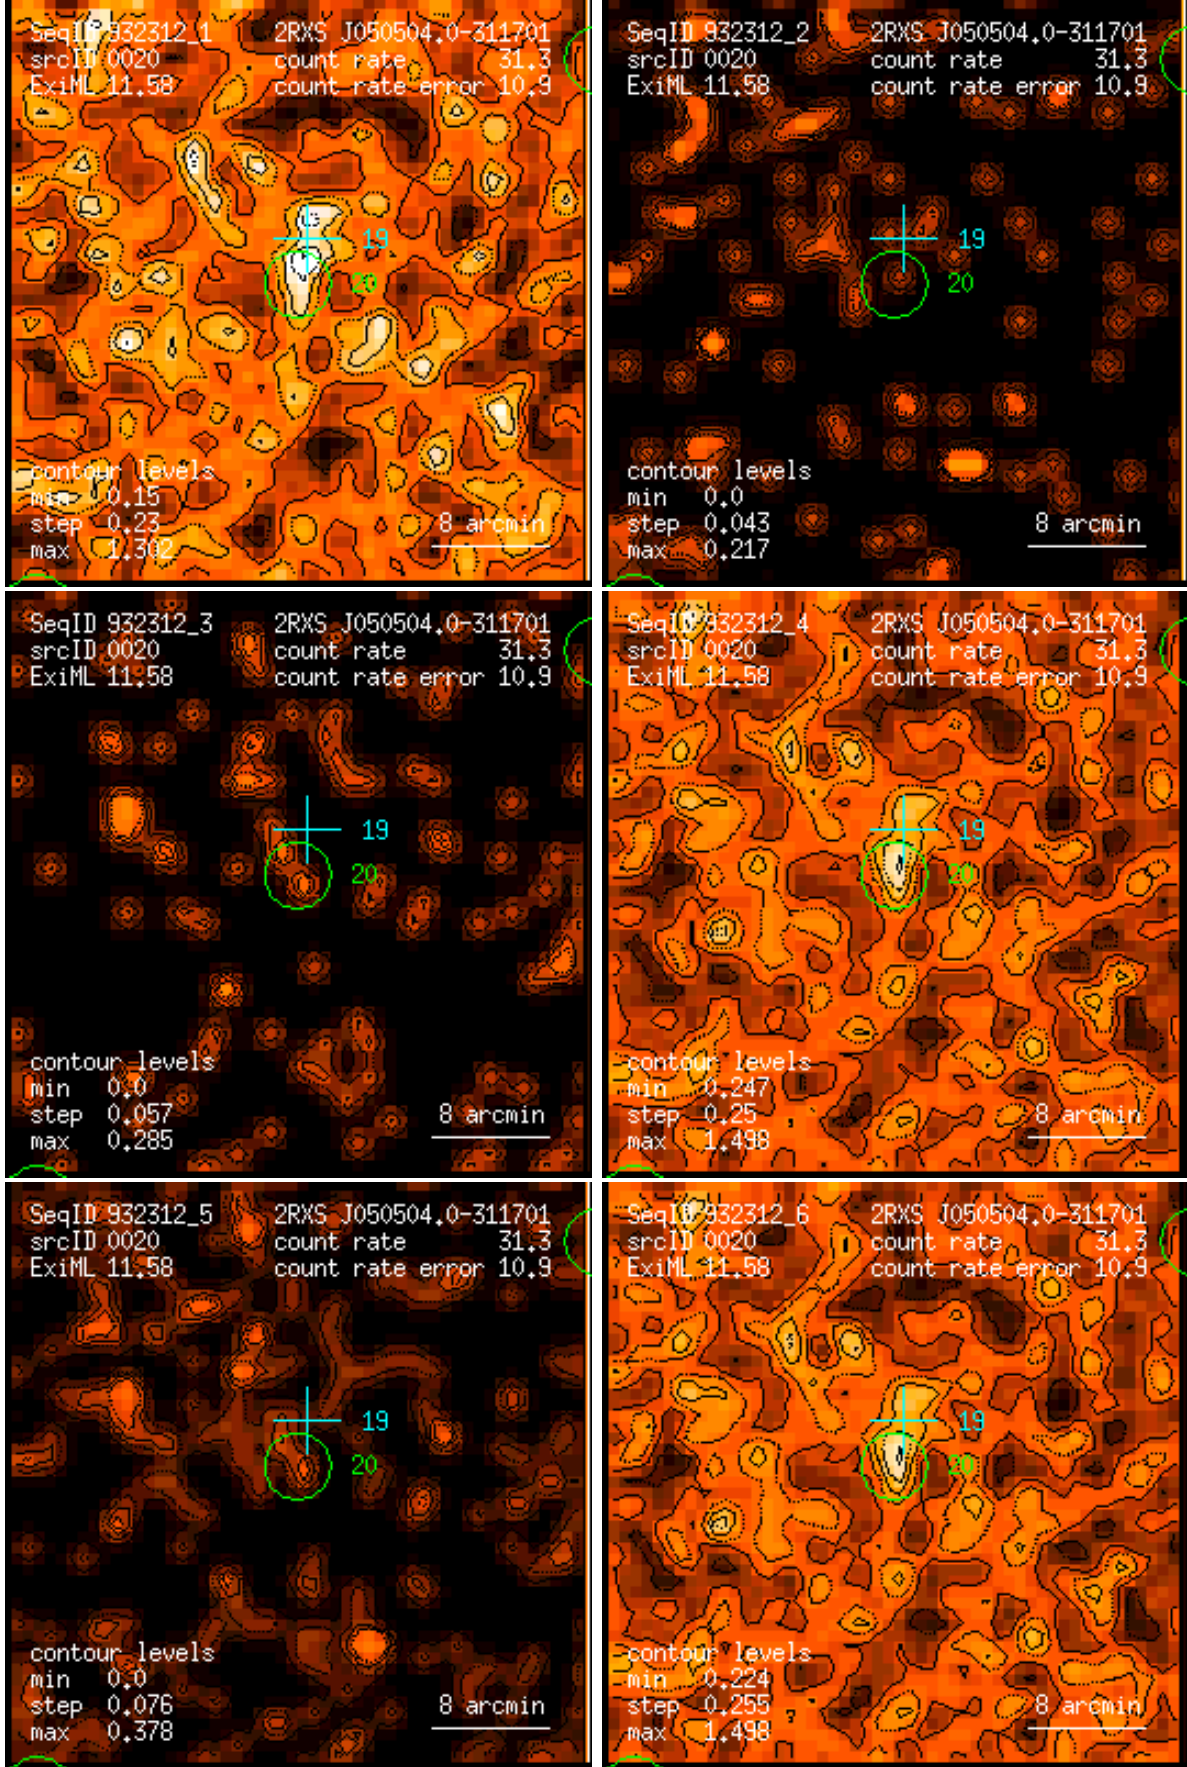 SeqID 932312_1 2RXS J050504.0-311701
srcID 0020 count rate 31.3
ExiML 11.58 count rate error 10.9
19
20
contour levels
min 0.15
step 0.23
max 1.302
8 arcmin
SeqID 932312_2 2RXS J050504.0-311701
srcID 0020 count rate 31.3
ExiML 11.58 count rate error 10.9
19
20
contour levels
min 0.0
step 0.043
max 0.217
8 arcmin
SeqID 932312_3 2RXS J050504.0-311701
srcID 0020 count rate 31.3
ExiML 11.58 count rate error 10.9
19
20
contour levels
min 0.0
step 0.057
max 0.285
8 arcmin
SeqID 932312_4 2RXS J050504.0-311701
srcID 0020 count rate 31.3
ExiML 11.58 count rate error 10.9
19
20
contour levels
min 0.247
step 0.25
max 1.498
8 arcmin
SeqID 932312_5 2RXS J050504.0-311701
srcID 0020 count rate 31.3
ExiML 11.58 count rate error 10.9
19
20
contour levels
min 0.0
step 0.076
max 0.378
8 arcmin
SeqID 932312_6 2RXS J050504.0-311701
srcID 0020 count rate 31.3
ExiML 11.58 count rate error 10.9
19
20
contour levels
min 0.224
step 0.255
max 1.498
8 arcmin